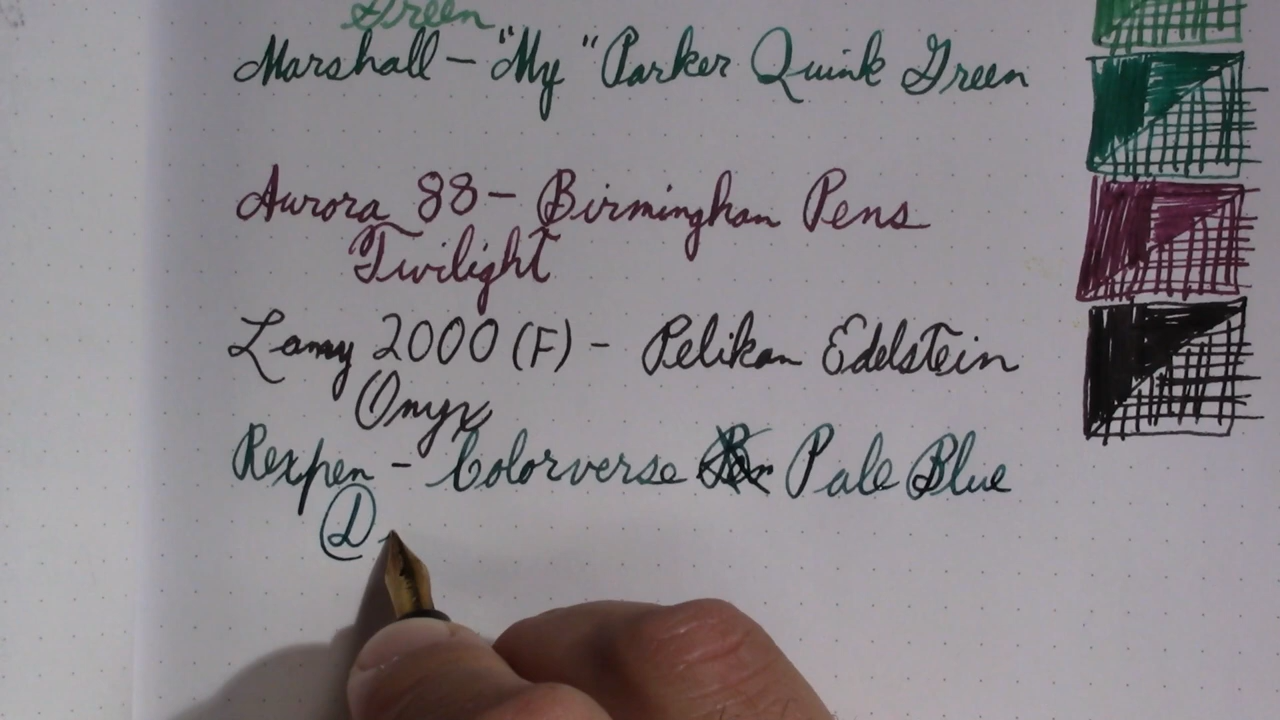 Green
Marshall - "My" Parker Quink Green
Aurora 88 - Birmingham Pens
Twilight
Lamy 2000 (F) - Pelikan Edelstein
Onyx
Rexpen - Colorverse Pale Blue
D